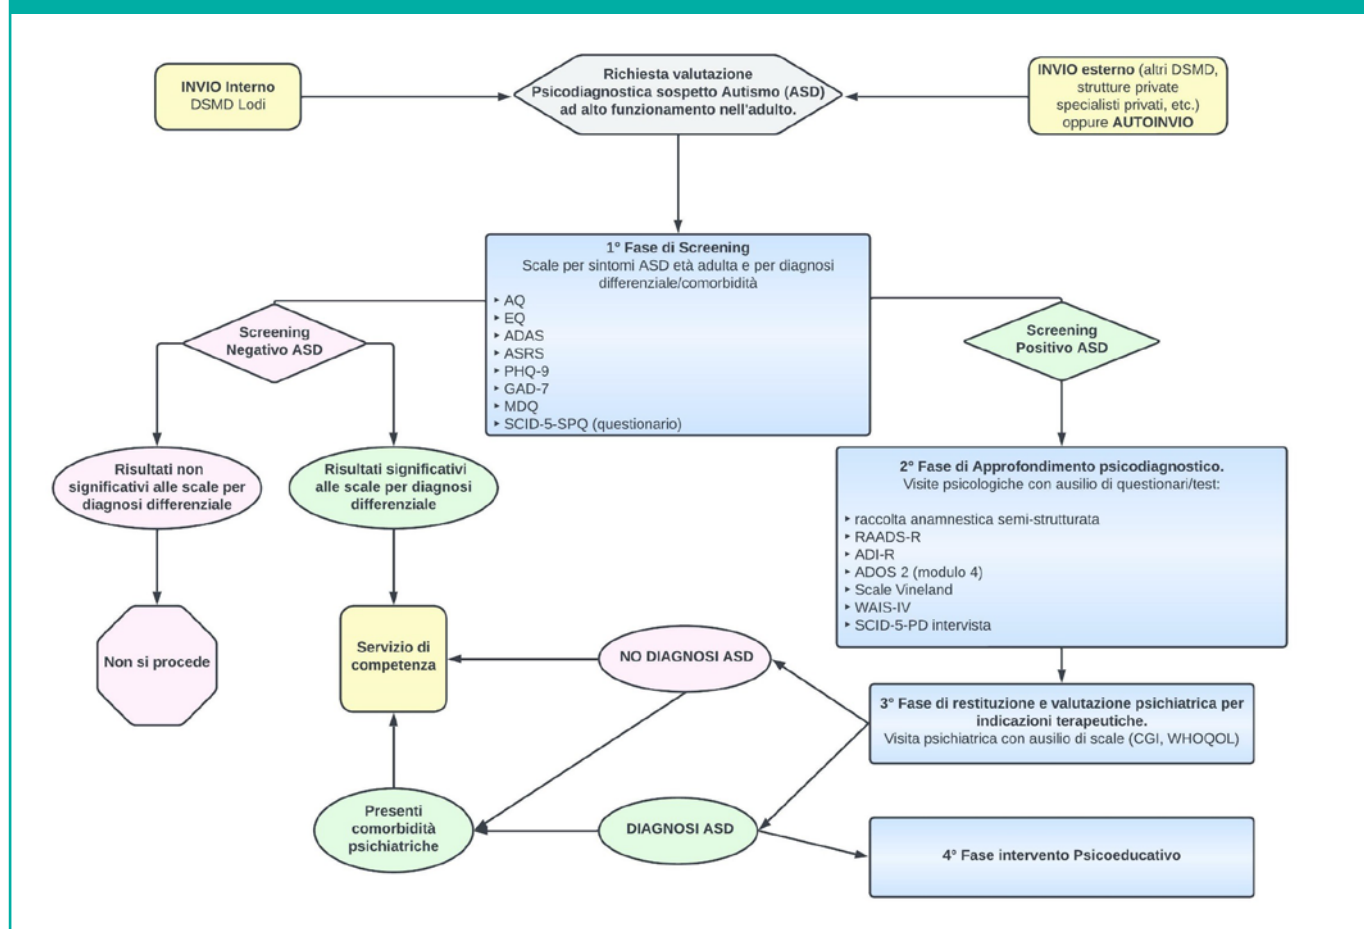 INVIO Interno
DSMD Lodi
Richiesta valutazione
Psicodiagnostica sospetto Autismo (ASD)
ad alto funzionamento nell'adulto.
INVIO esterno (altri DSMD,
strutture private
specialisti privati, etc.)
oppure AUTOINVIO
1° Fase di Screening
Scale per sintomi ASD età adulta e per diagnosi
differenziale/comorbidità
‣ AQ
‣ EQ
‣ ADAS
‣ ASRS
‣ PHQ-9
‣ GAD-7
‣ MDQ
‣ SCID-5-SPQ (questionario)
Screening
Negativo ASD
Screening
Positivo ASD
Risultati non
significativi alle scale per
diagnosi differenziale
Risultati significativi
alle scale per diagnosi
differenziale
2° Fase di Approfondimento psicodiagnostico.
Visite psicologiche con ausilio di questionari/test:
‣ raccolta anamnestica semi-strutturata
‣ RAADS-R
‣ ADI-R
‣ ADOS 2 (modulo 4)
‣ Scale Vineland
‣ WAIS-IV
‣ SCID-5-PD intervista
Non si procede
Servizio di
competenza
NO DIAGNOSI ASD
3° Fase di restituzione e valutazione psichiatrica per
indicazioni terapeutiche.
Visita psichiatrica con ausilio di scale (CGI, WHOQOL)
Presenti
comorbidità
psichiatriche
DIAGNOSI ASD
4° Fase intervento Psicoeducativo